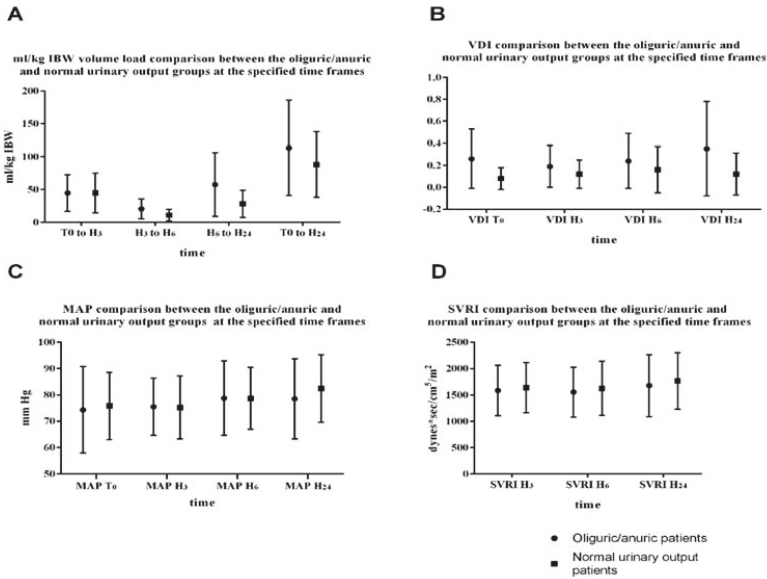 A
ml/kg IBW volume load comparison between the oliguric/anuric
and normal urinary output groups at the specified time frames
200
150
100
50
0
ml/kg IBW
T0 to H3
H3 to H6
H6 to H24
T0 to H24
time
B
VDI comparison between the oliguric/anuric and
normal urinary output groups at the specified time frames
1.0
0.8
0.6
0.4
0.2
0.0
-0.2
VDI T0
VDI H3
VDI H6
VDI H24
time
C
MAP comparison between the oliguric/anuric and
normal urinary output groups at the specified time frames
100
90
80
70
60
50
mm Hg
MAP T0
MAP H3
MAP H6
MAP H24
time
D
SVRI comparison between the oliguric/anuric and
normal urinary output groups at the specified time frames
2500
2000
1500
1000
500
0
dynes*sec/cm5/m2
SVRI H3
SVRI H6
SVRI H24
time
Oliguric/anuric patients
Normal urinary output
patients